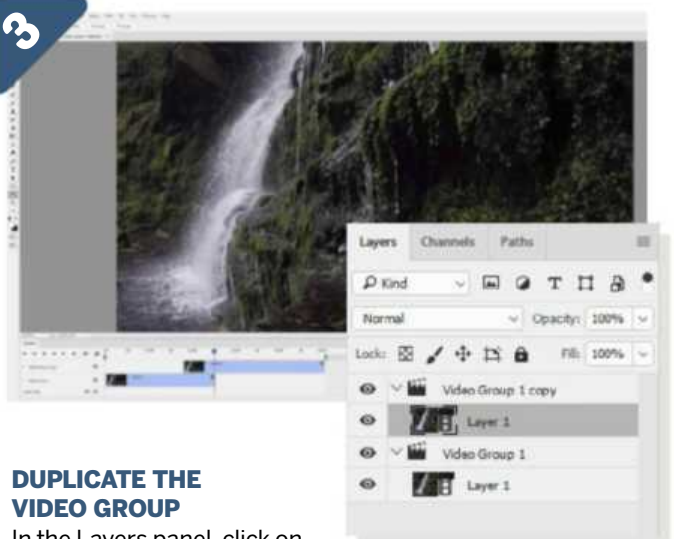 3
Layers Channels Paths
Kind
Normal Opacity: 100%
Lock: Fill: 100%
Video Group 1 copy
Layer 1
Video Group 1
Layer 1
DUPLICATE THE
VIDEO GROUP
In the Layers panel, click on